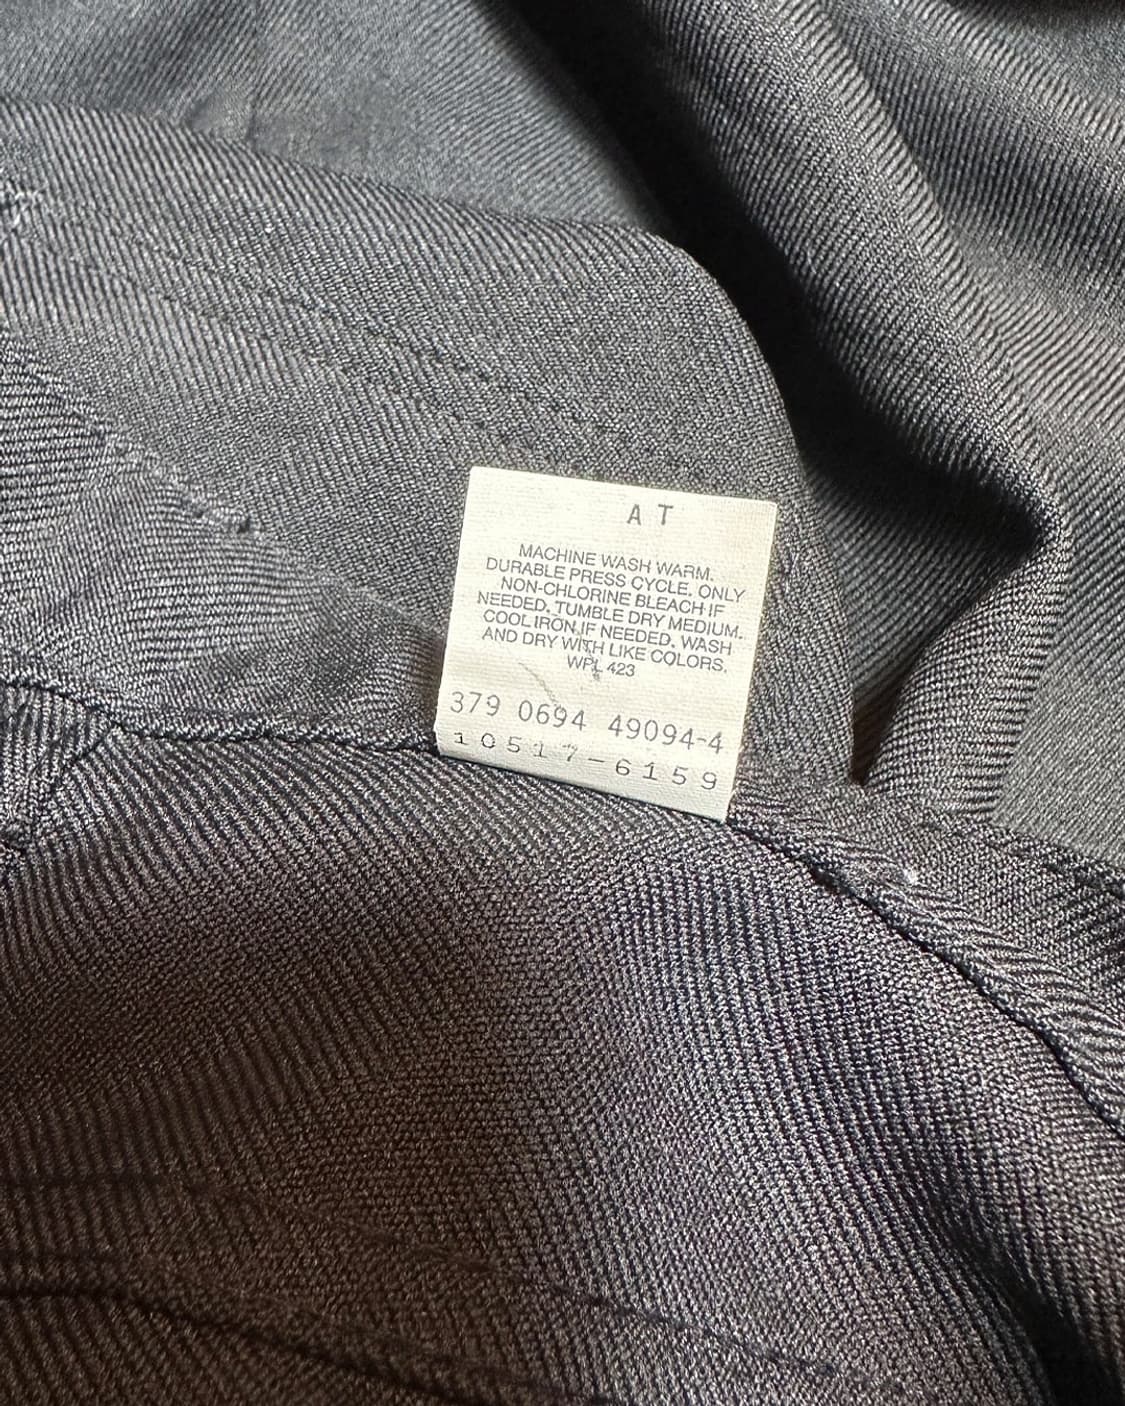 AT
MACHINE WASH WARM.
DURABLE PRESS CYCLE. ONLY
NON-CHLORINE BLEACH IF
NEEDED. TUMBLE DRY MEDIUM.
COOL IRON IF NEEDED. WASH
AND DRY WITH LIKE COLORS.
WPL 423
379 0694 49094-4
10517-6159